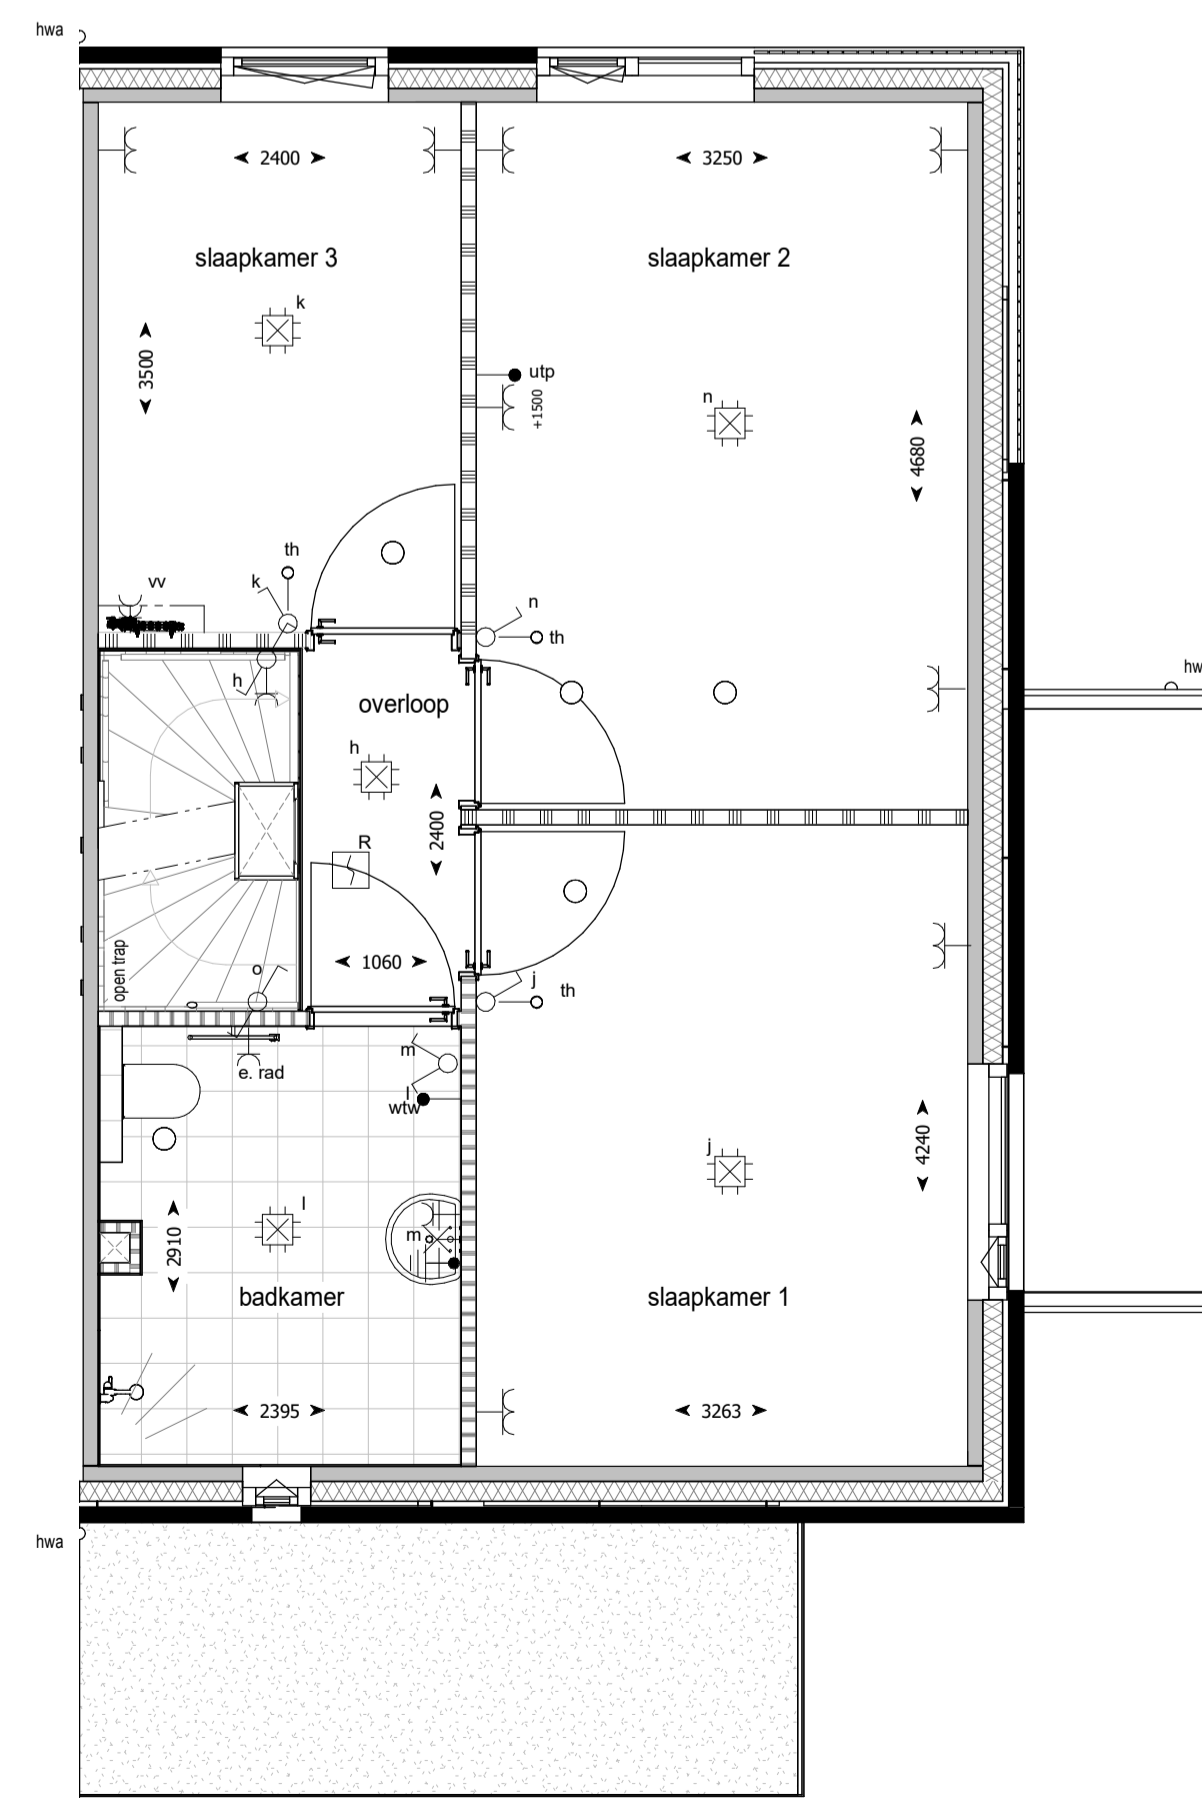 hwa
2400
3250
slaapkamer 3
slaapkamer 2
k
3500
utp
+1500
n
4680
th
k
vv
n
th
h
overloop
hw
h
2400
R
open trap
o
1060
j
th
m
e. rad
l
wtw
j
4240
l
2910
m
badkamer
slaapkamer 1
2395
3263
hwa